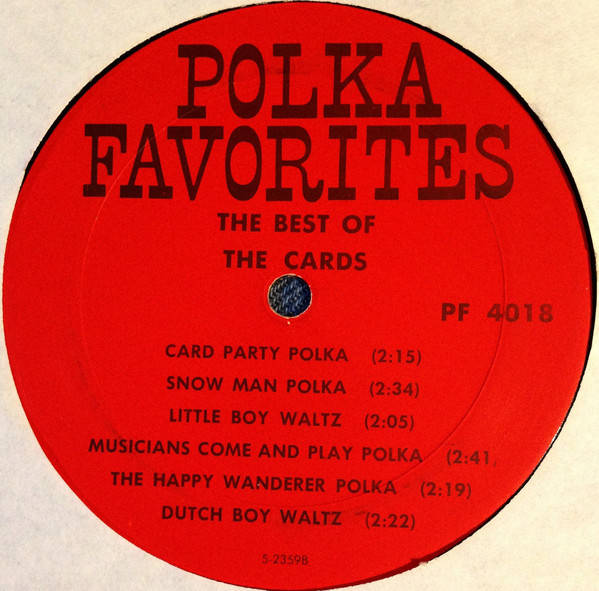 POLKA
FAVORITES
THE BEST OF
THE CARDS
PF 4018
CARD PARTY POLKA (2:15)
SNOW MAN POLKA (2:34)
LITTLE BOY WALTZ (2:05)
MUSICIANS COME AND PLAY POLKA (2:41,
THE HAPPY WANDERER POLKA (2:19)
DUTCH BOY WALTZ (2:22)
S-2359B